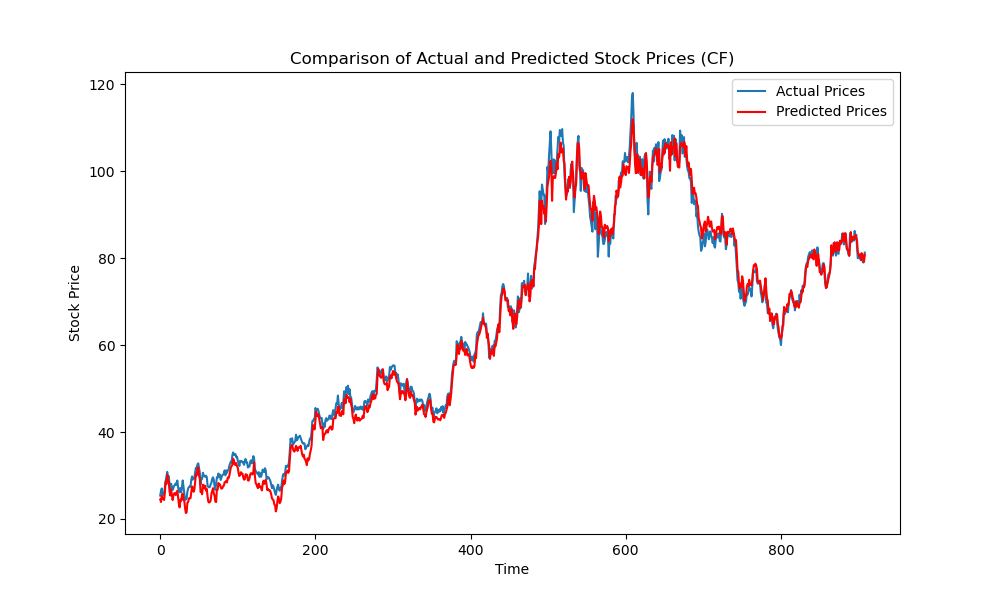 Comparison of Actual and Predicted Stock Prices (CF)
Actual Prices
Predicted Prices
Stock Price
120
100
80
60
40
20
0
200
400
600
800
Time